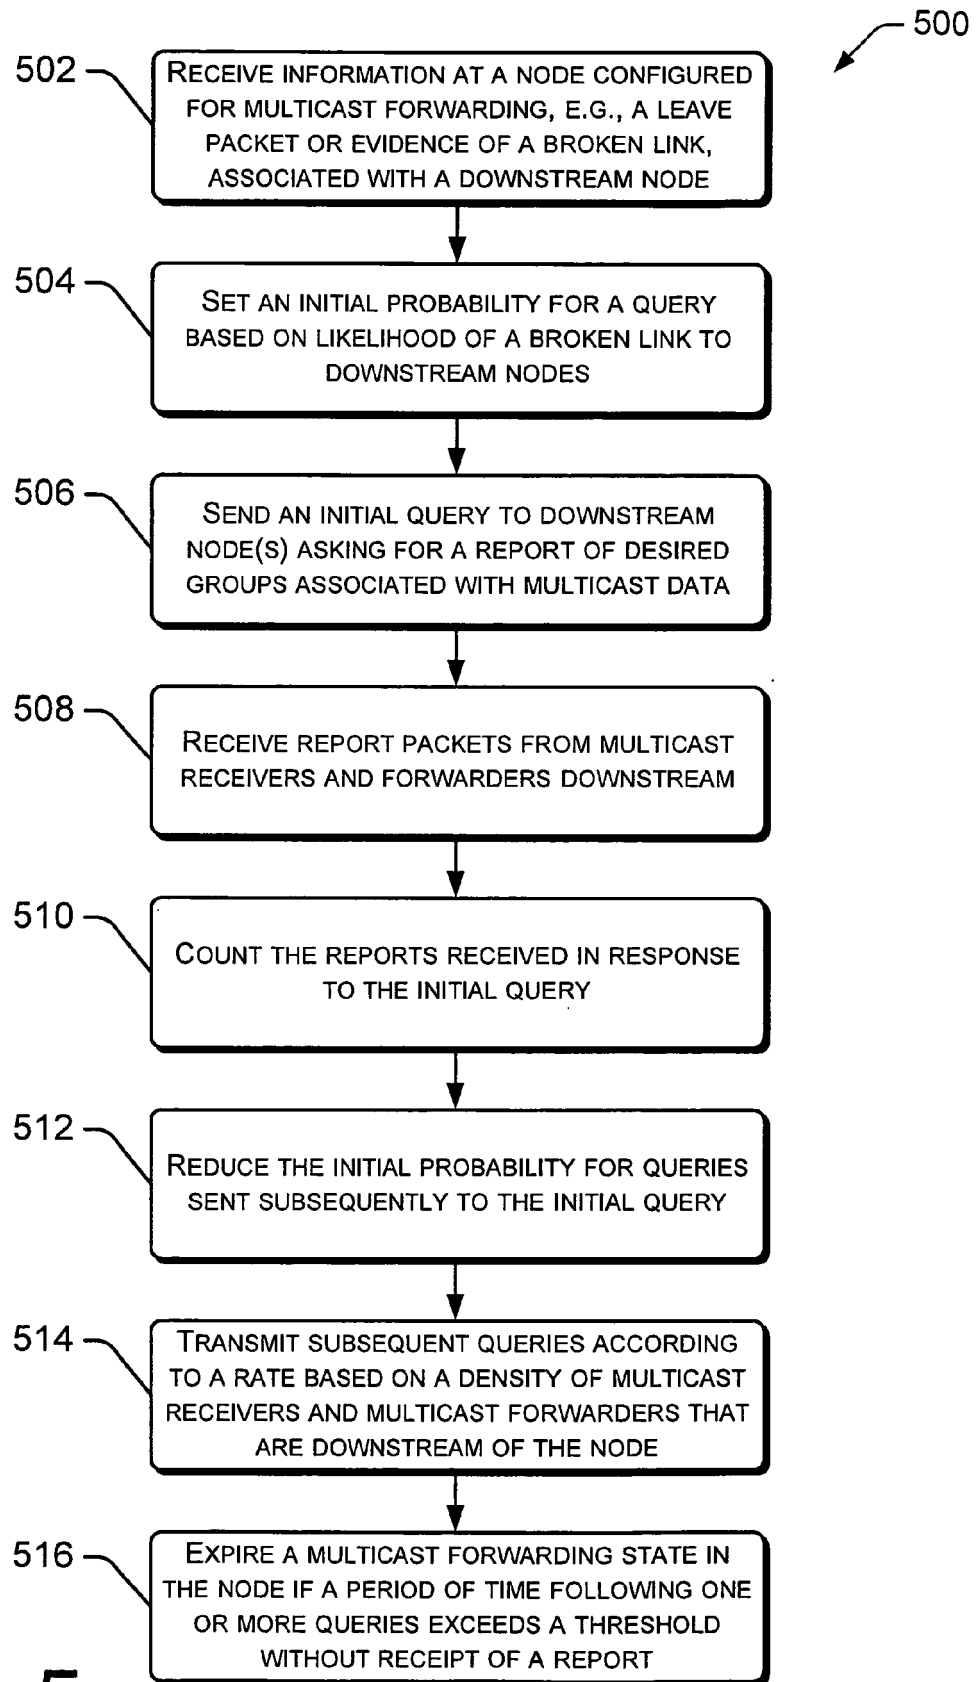 500
502
RECEIVE INFORMATION AT A NODE CONFIGURED
FOR MULTICAST FORWARDING, E.G., A LEAVE
PACKET OR EVIDENCE OF A BROKEN LINK,
ASSOCIATED WITH A DOWNSTREAM NODE
504
SET AN INITIAL PROBABILITY FOR A QUERY
BASED ON LIKELIHOOD OF A BROKEN LINK TO
DOWNSTREAM NODES
506
SEND AN INITIAL QUERY TO DOWNSTREAM
NODE(S) ASKING FOR A REPORT OF DESIRED
GROUPS ASSOCIATED WITH MULTICAST DATA
508
RECEIVE REPORT PACKETS FROM MULTICAST
RECEIVERS AND FORWARDERS DOWNSTREAM
510
COUNT THE REPORTS RECEIVED IN RESPONSE
TO THE INITIAL QUERY
512
REDUCE THE INITIAL PROBABILITY FOR QUERIES
SENT SUBSEQUENTLY TO THE INITIAL QUERY
514
TRANSMIT SUBSEQUENT QUERIES ACCORDING
TO A RATE BASED ON A DENSITY OF MULTICAST
RECEIVERS AND MULTICAST FORWARDERS THAT
ARE DOWNSTREAM OF THE NODE
516
EXPIRE A MULTICAST FORWARDING STATE IN
THE NODE IF A PERIOD OF TIME FOLLOWING ONE
OR MORE QUERIES EXCEEDS A THRESHOLD
WITHOUT RECEIPT OF A REPORT